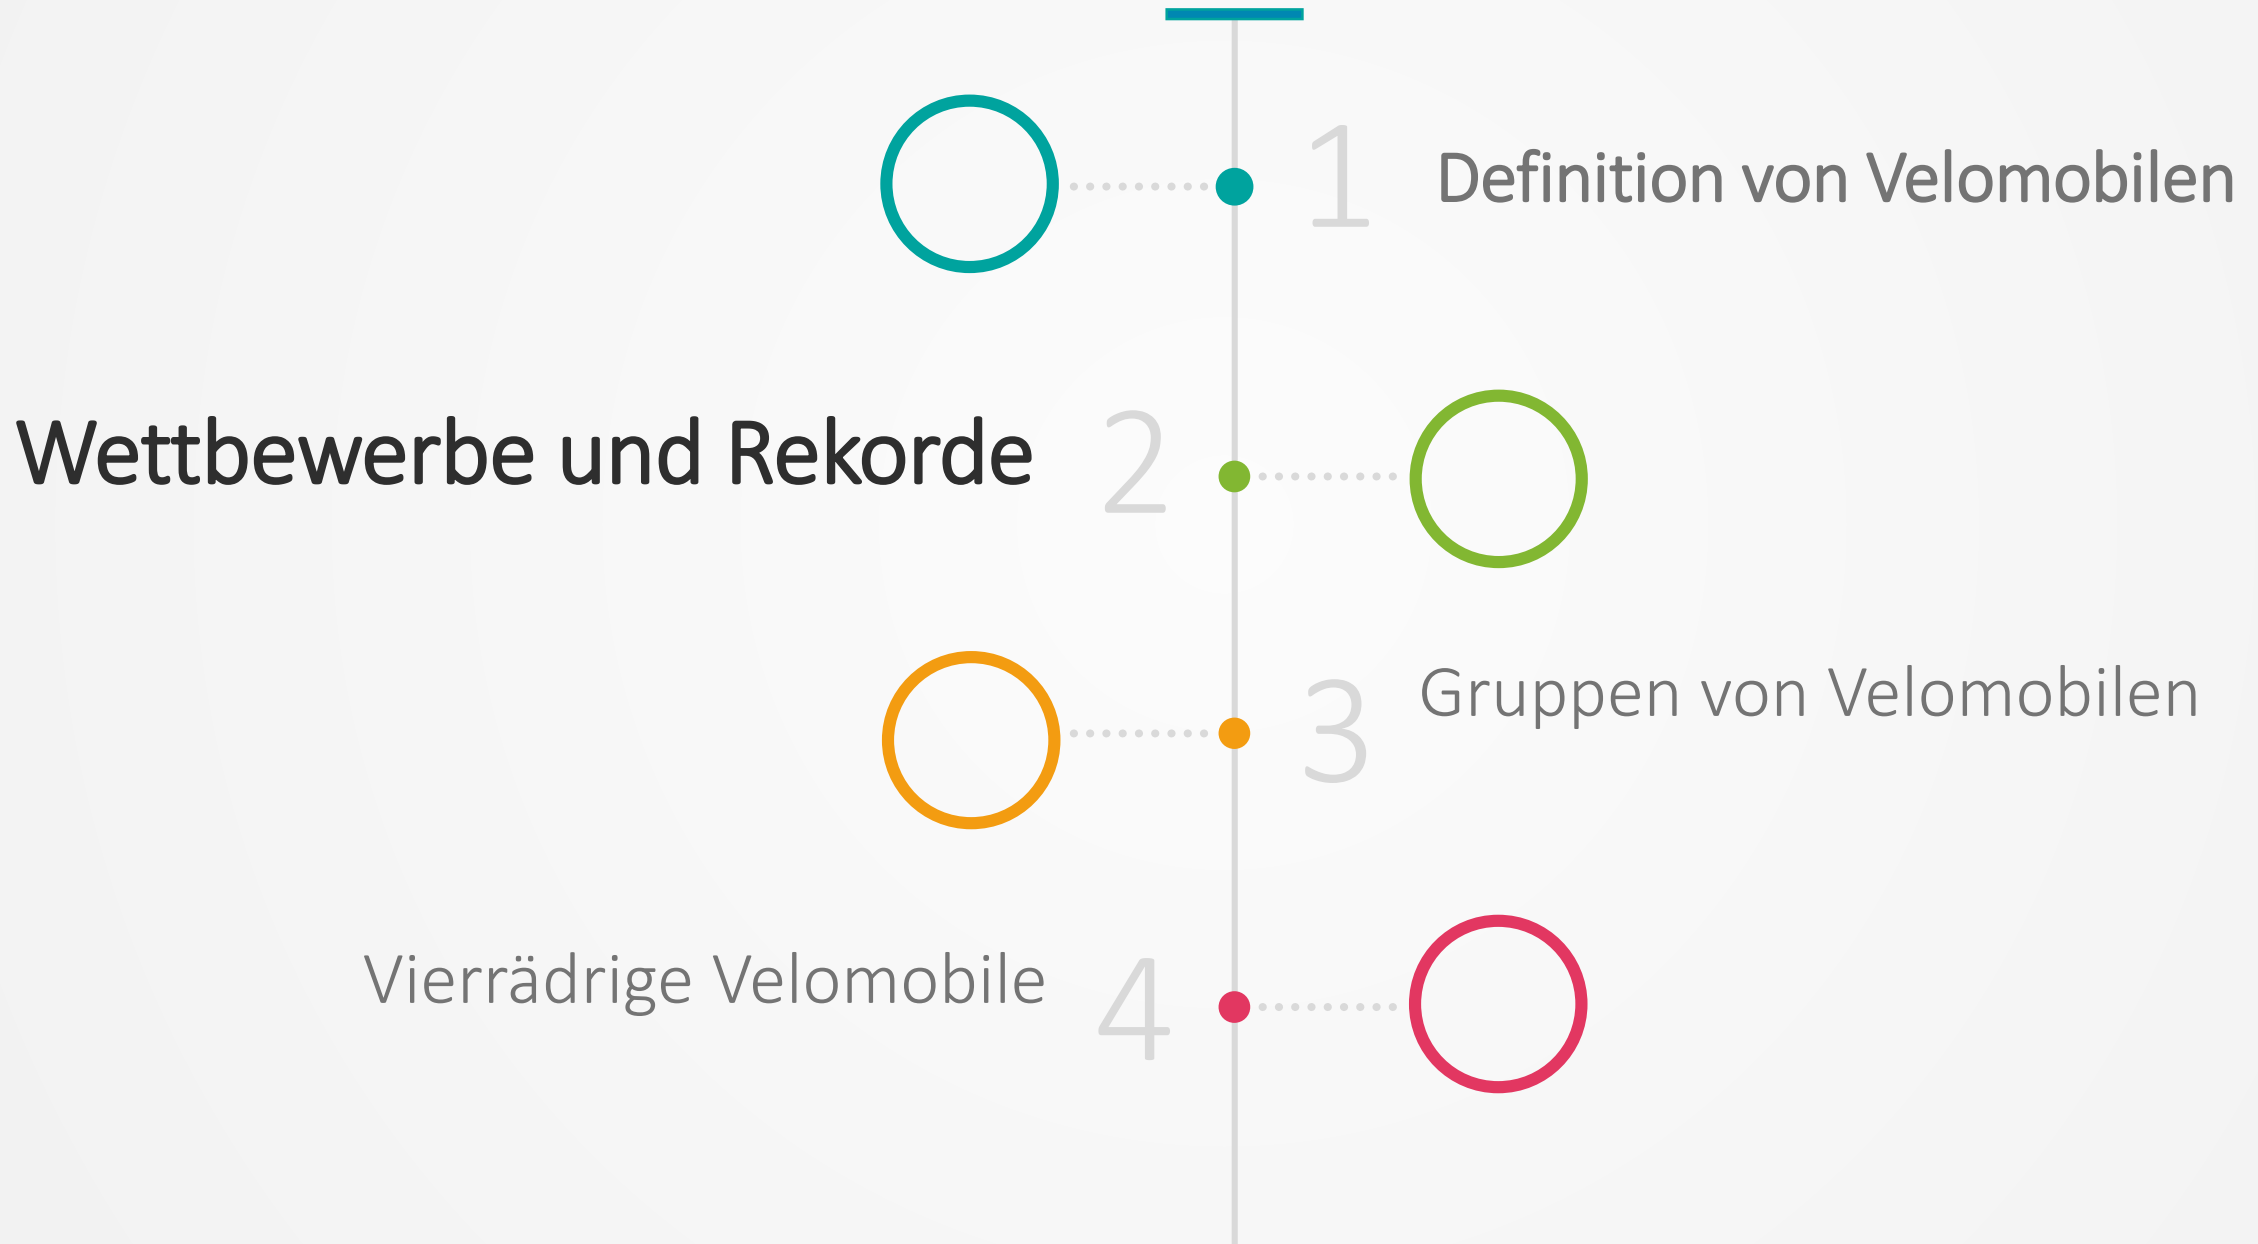 1 Definition von Velomobilen
Wettbewerbe und Rekorde 2
3 Gruppen von Velomobilen
Vierrädrige Velomobile 4